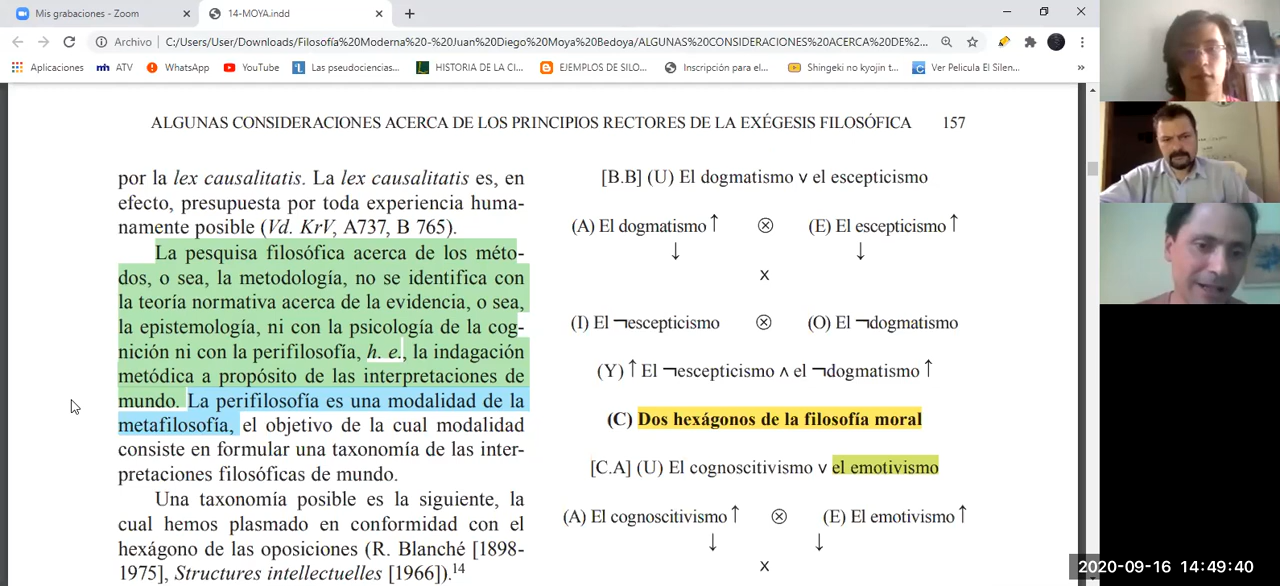 Mis grabaciones - Zoom
14-MOYA.indd
Archivo
C:/Users/User/Downloads/Filosofía%20Moderna%20-%20Juan%20Diego%20Moya%20Bedoya/ALGUNAS%20CONSIDERACIONES%20ACERCA%20DE%2...
Aplicaciones
mh ATV
WhatsApp
YouTube
Las pseudociencias...
HISTORIA DE LA CI...
EJEMPLOS DE SILO...
Inscripción para el...
Shingeki no kyojin t...
Ver Pelicula El Silen...
»
ALGUNAS CONSIDERACIONES ACERCA DE LOS PRINCIPIOS RECTORES DE LA EXÉGESIS FILOSÓFICA 157
por la lex causalitatis. La lex causalitatis es, en
efecto, presupuesta por toda experiencia huma-
namente posible (Vd. KrV, A737, B 765).
La pesquisa filosófica acerca de los méto-
dos, o sea, la metodología, no se identifica con
la teoría normativa acerca de la evidencia, o sea,
la epistemología, ni con la psicología de la cog-
nición ni con la perifilosofía, h. e., la indagación
metódica a propósito de las interpretaciones de
mundo. La perifilosofía es una modalidad de la
metafilosofía, el objetivo de la cual modalidad
consiste en formular una taxonomía de las inter-
pretaciones filosóficas de mundo.
Una taxonomía posible es la siguiente, la
cual hemos plasmado en conformidad con el
hexágono de las oposiciones (R. Blanché [1898-
1975], Structures intellectuelles [1966]).14
[B.B] (U) El dogmatismo ∨ el escepticismo
(A) El dogmatismo ↑ ⊗ (E) El escepticismo ↑
↓ ↓
x
(I) El ¬escepticismo ⊗ (O) El ¬dogmatismo
(Y) ↑ El ¬escepticismo ∧ el ¬dogmatismo ↑
(C) Dos hexágonos de la filosofía moral
[C.A] (U) El cognoscitivismo ∨ el emotivismo
(A) El cognoscitivismo ↑ ⊗ (E) El emotivismo ↑
↓ ↓
x
2020-09-16 14:49:40